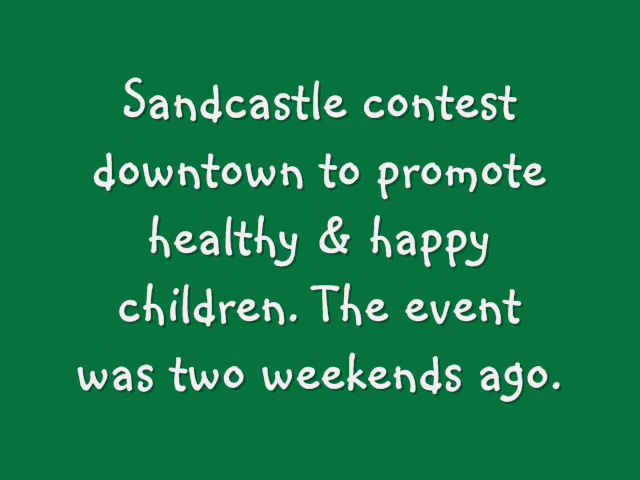 Sandcastle contest
downtown to promote
healthy & happy
children. The event
was two weekends ago.